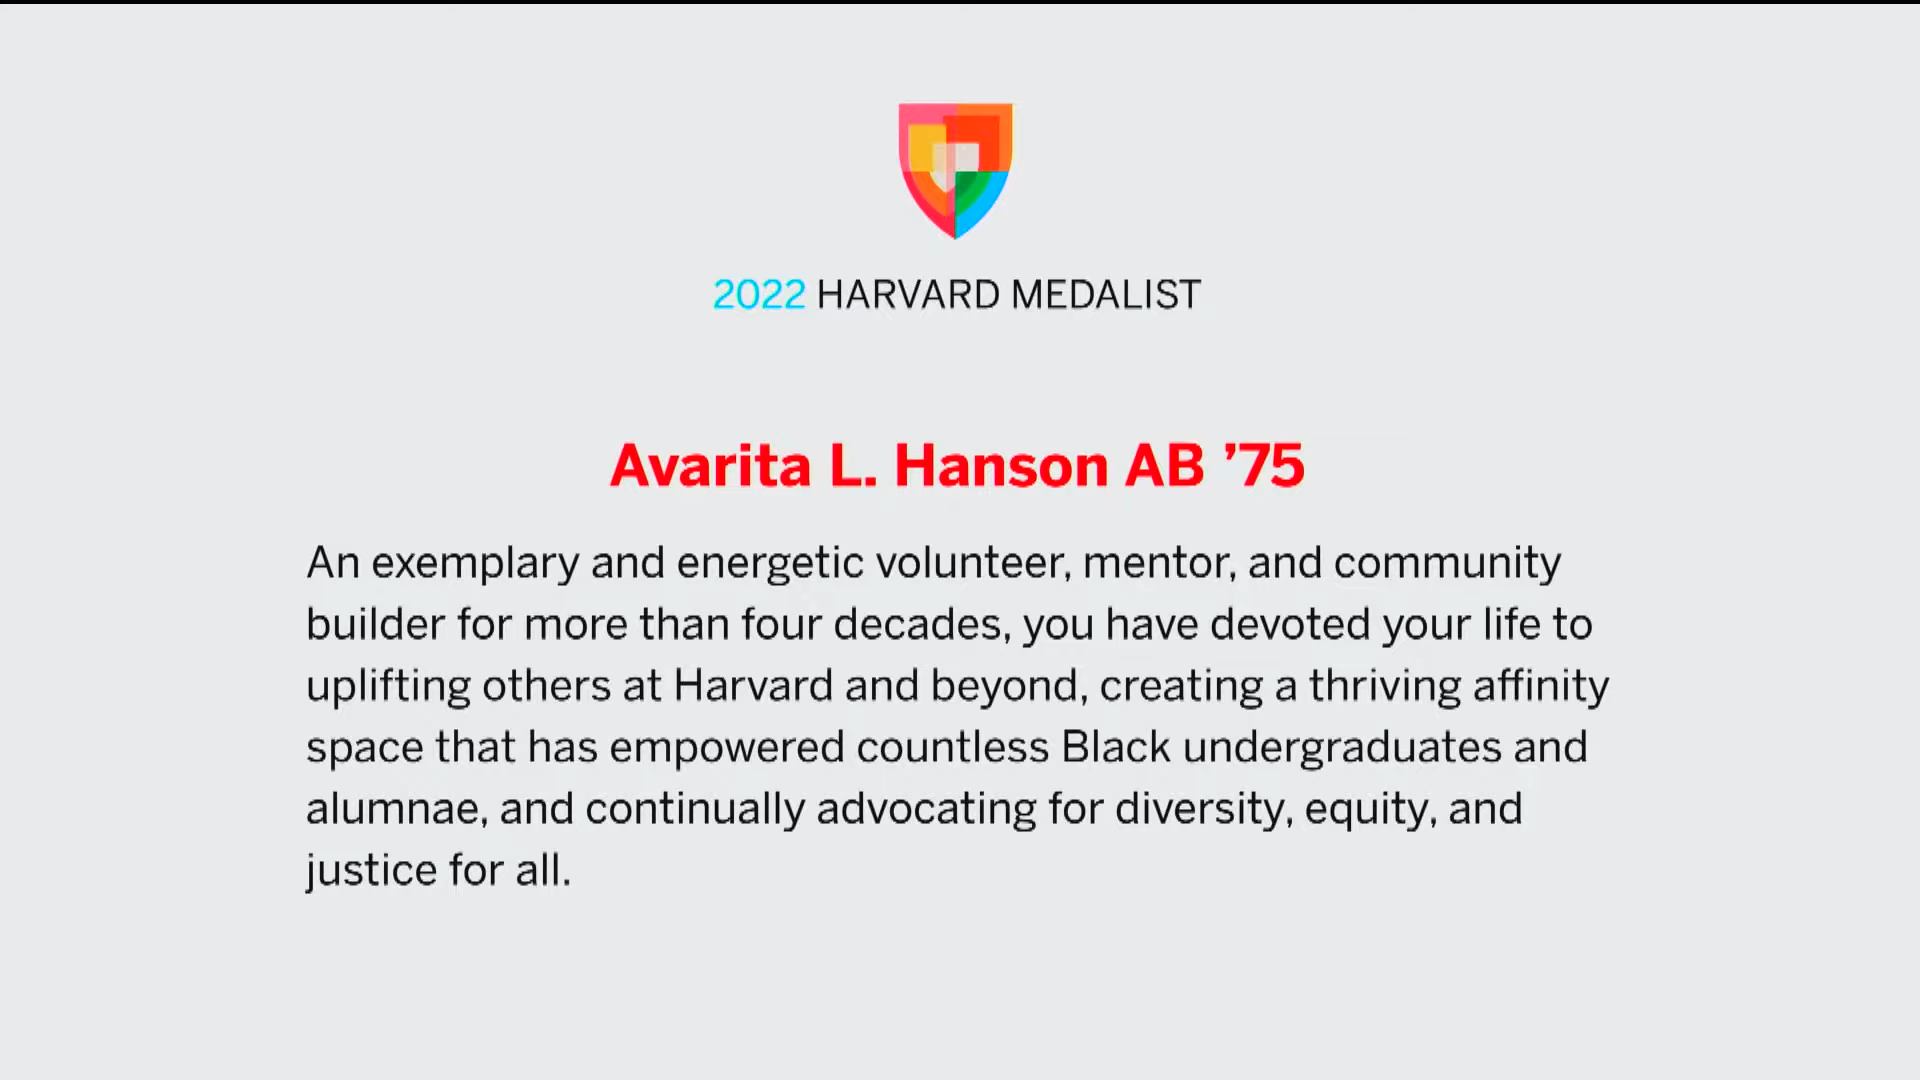 2022 HARVARD MEDALIST
Avarita L. Hanson AB ’75
An exemplary and energetic volunteer, mentor, and community
builder for more than four decades, you have devoted your life to
uplifting others at Harvard and beyond, creating a thriving affinity
space that has empowered countless Black undergraduates and
alumnae, and continually advocating for diversity, equity, and
justice for all.